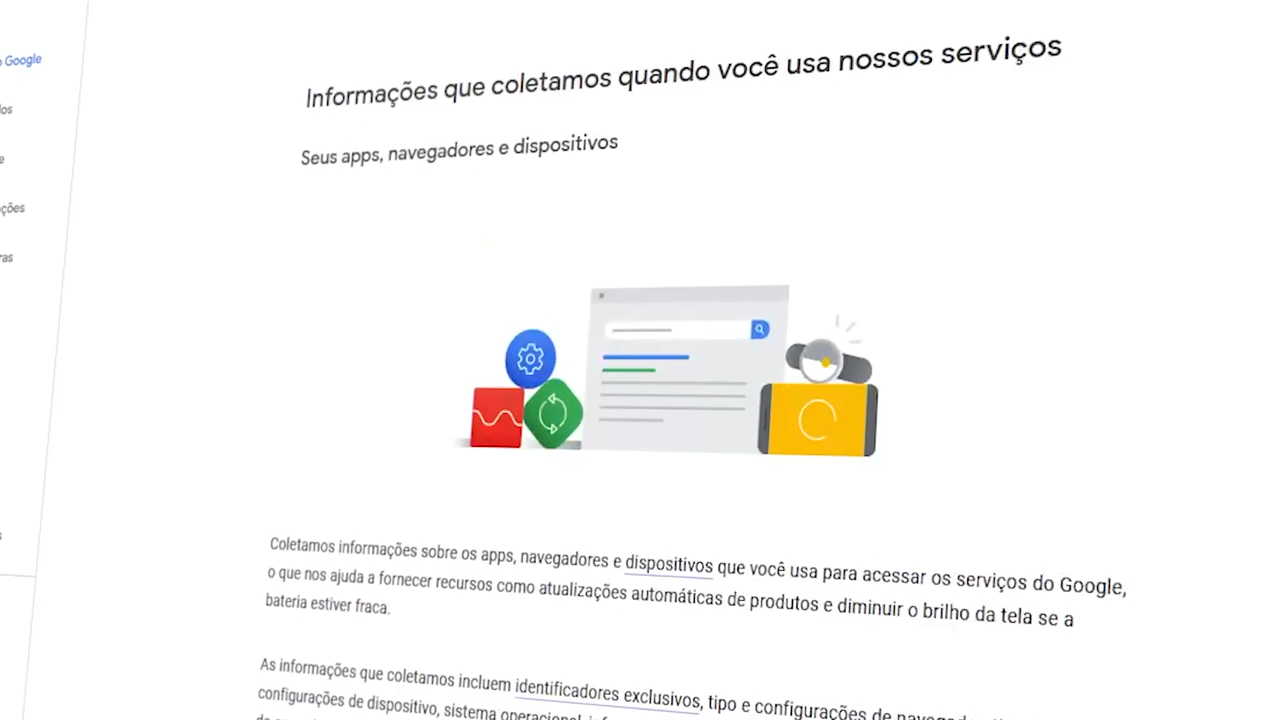 Google
Informações que coletamos quando você usa nossos serviços
Seus apps, navegadores e dispositivos
Coletamos informações sobre os apps, navegadores e dispositivos que você usa para acessar os serviços do Google,
o que nos ajuda a fornecer recursos como atualizações automáticas de produtos e diminuir o brilho da tela se a
bateria estiver fraca.
As informações que coletamos incluem identificadores exclusivos, tipo e configurações de
configurações de dispositivo, sistema operacional,